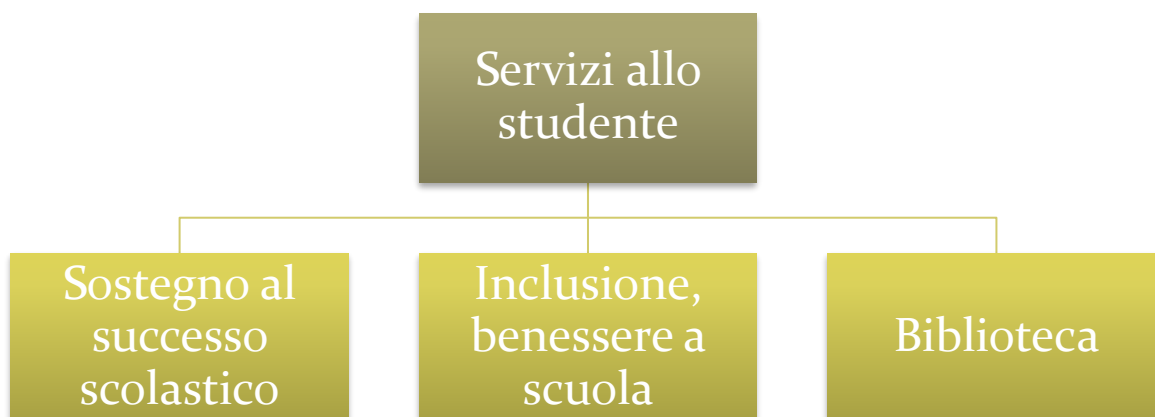 Servizi allo
studente
Sostegno al
successo
scolastico
Inclusione,
benessere a
scuola
Biblioteca